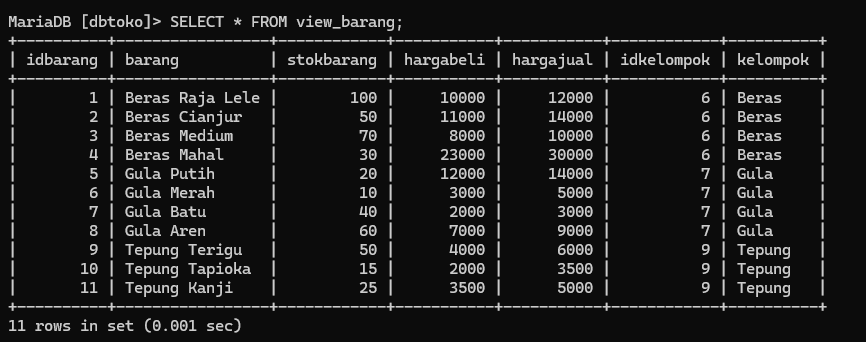 MariaDB [dbtoko]> SELECT * FROM view_barang;
+----------+-----------------+------------+-----------+-----------+------------+----------+
| idbarang | barang          | stokbarang | hargabeli | hargajual | idkelompok | kelompok |
+----------+-----------------+------------+-----------+-----------+------------+----------+
|        1 | Beras Raja Lele |        100 |     10000 |     12000 |          6 | Beras    |
|        2 | Beras Cianjur   |         50 |     11000 |     14000 |          6 | Beras    |
|        3 | Beras Medium    |         70 |      8000 |     10000 |          6 | Beras    |
|        4 | Beras Mahal     |         30 |     23000 |     30000 |          6 | Beras    |
|        5 | Gula Putih      |         20 |     12000 |     14000 |          7 | Gula     |
|        6 | Gula Merah      |         10 |      3000 |      5000 |          7 | Gula     |
|        7 | Gula Batu       |         40 |      2000 |      3000 |          7 | Gula     |
|        8 | Gula Aren       |         60 |      7000 |      9000 |          7 | Gula     |
|        9 | Tepung Terigu   |         50 |      4000 |      6000 |          9 | Tepung   |
|       10 | Tepung Tapioka  |         15 |      2000 |      3500 |          9 | Tepung   |
|       11 | Tepung Kanji    |         25 |      3500 |      5000 |          9 | Tepung   |
+----------+-----------------+------------+-----------+-----------+------------+----------+
11 rows in set (0.001 sec)